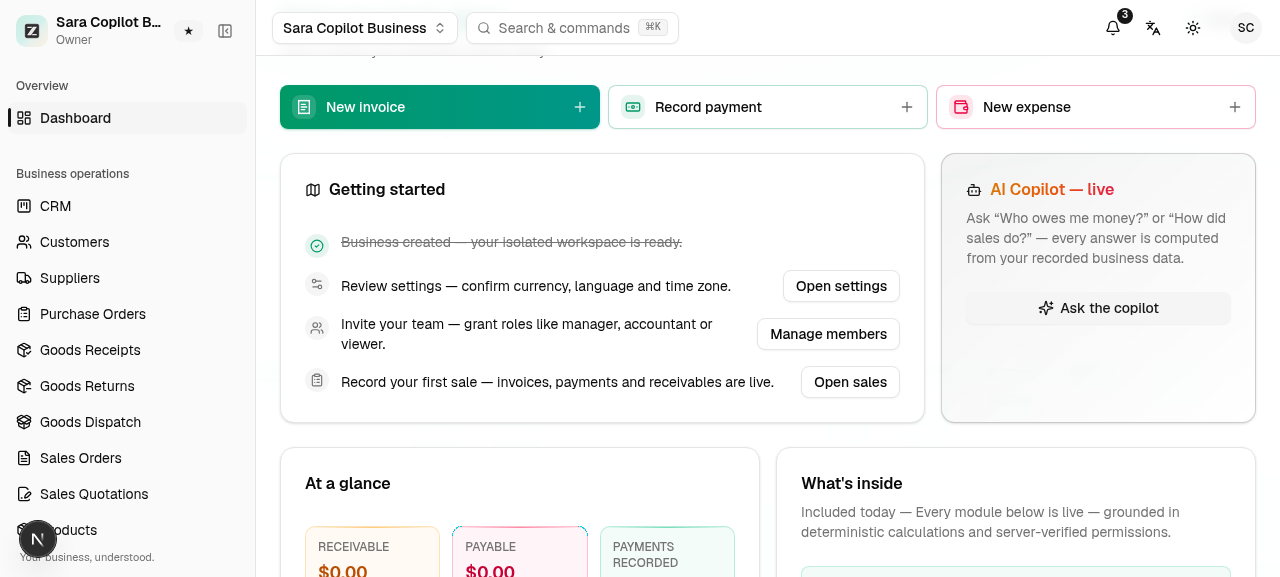 Sara Copilot B...
Owner
Sara Copilot Business
Search & commands
⌘K
3
SC
Overview
Dashboard
Business operations
CRM
Customers
Suppliers
Purchase Orders
Goods Receipts
Goods Returns
Goods Dispatch
Sales Orders
Sales Quotations
oducts
Your business, understood.
N
New invoice
Record payment
New expense
Getting started
Business created — your isolated workspace is ready.
Review settings — confirm currency, language and time zone.
Open settings
Invite your team — grant roles like manager, accountant or
viewer.
Manage members
Record your first sale — invoices, payments and receivables are live.
Open sales
AI Copilot — live
Ask “Who owes me money?” or “How did
sales do?” — every answer is computed
from your recorded business data.
Ask the copilot
At a glance
RECEIVABLE
$0.00
PAYABLE
$0.00
PAYMENTS
RECORDED
What's inside
Included today — Every module below is live — grounded in
deterministic calculations and server-verified permissions.